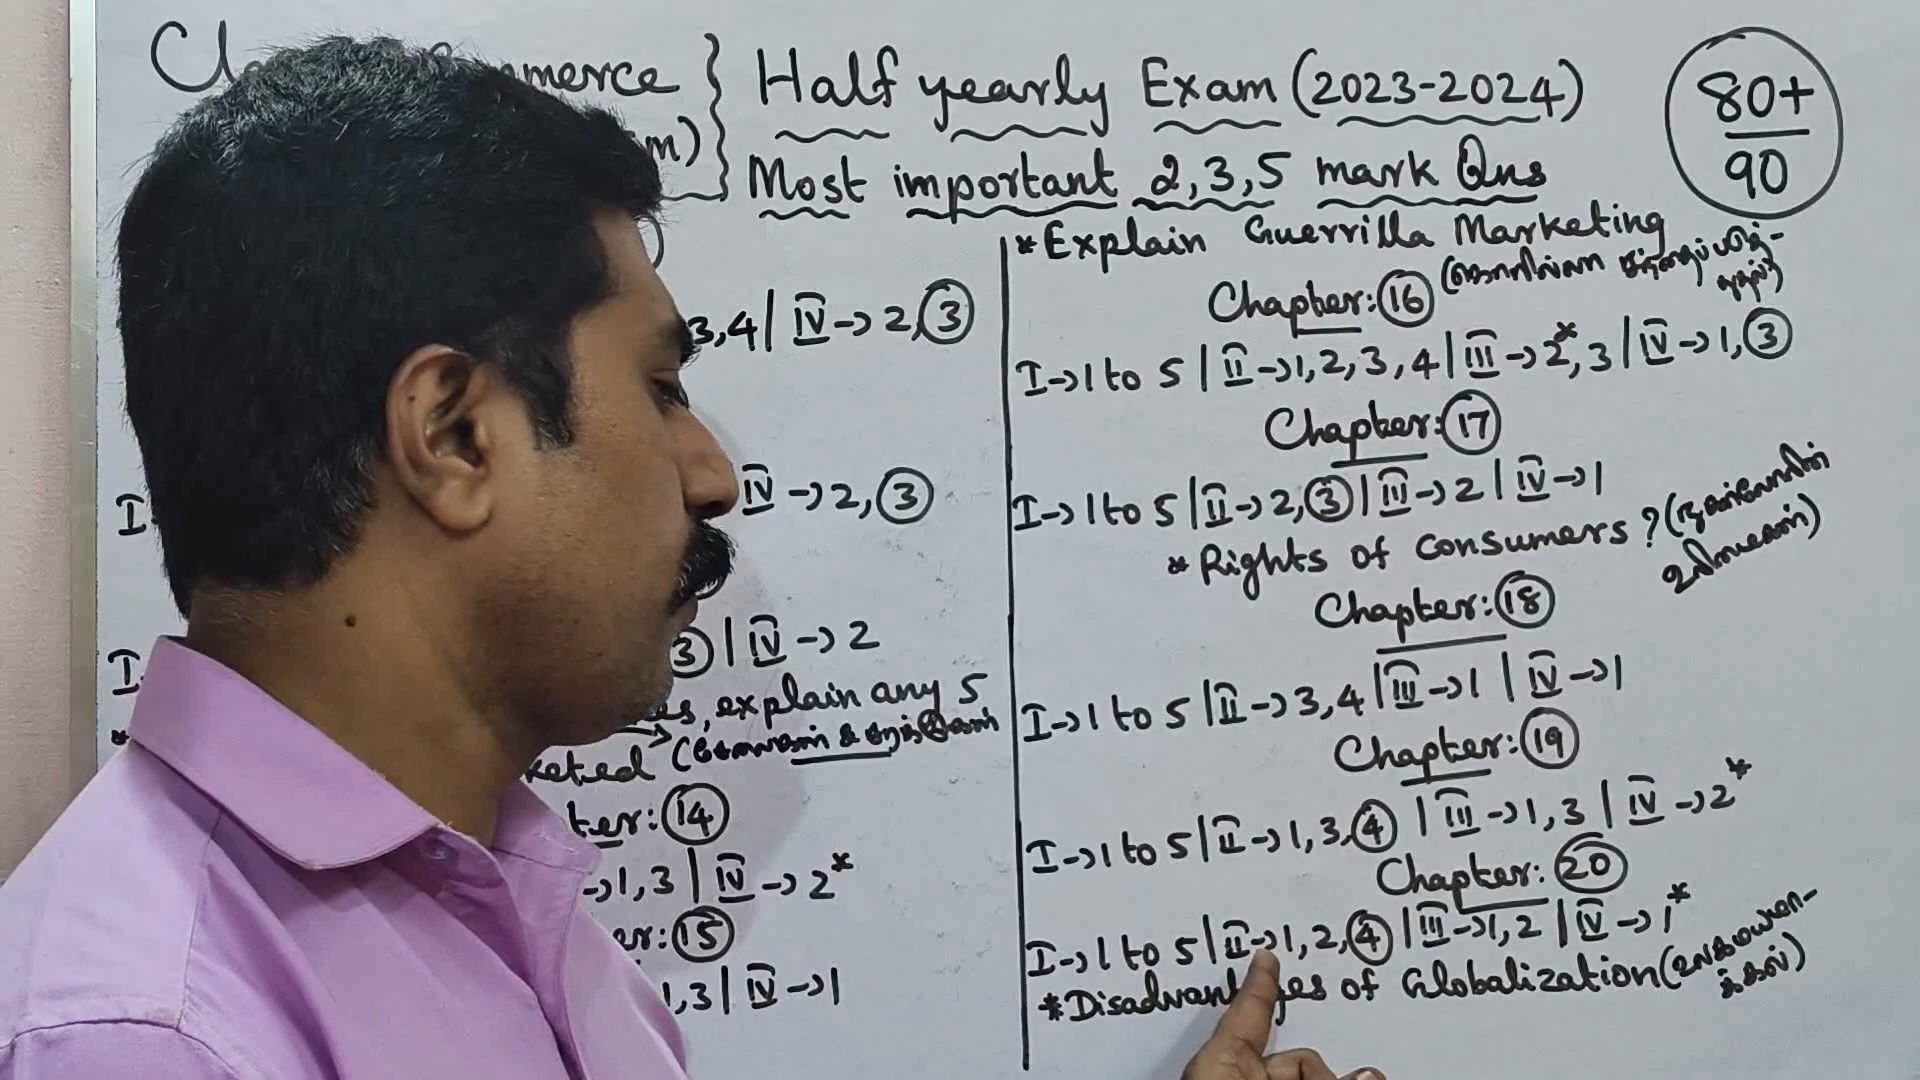 mmerce } Half yearly Exam (2023-2024)
m) } Most important 2, 3, 5 mark Qns
80+
90
3, 4 | IV → 2, 3
I
IV → 2, 3
I
3 | IV → 2
es, explain any 5
*
keted
ter: 14
→ 1, 3 | IV → 2*
er: 15
1, 3 | IV → 1
* Explain Guerrilla Marketing
Chapter: 16
I → 1 to 5 | II → 1, 2, 3, 4 | III → 2*, 3 | IV → 1, 3
Chapter: 17
I → 1 to 5 | II → 2, 3 | III → 2 | IV → 1
* Rights of consumers ?
Chapter: 18
I → 1 to 5 | II → 3, 4 | III → 1 | IV → 1
Chapter: 19
I → 1 to 5 | II → 1, 3, 4 | III → 1, 3 | IV → 2*
Chapter: 20
I → 1 to 5 | II → 1, 2, 4 | III → 1, 2 | IV → 1*
* Disadvantages of Globalization (உலகமயமா-
க்கல்)